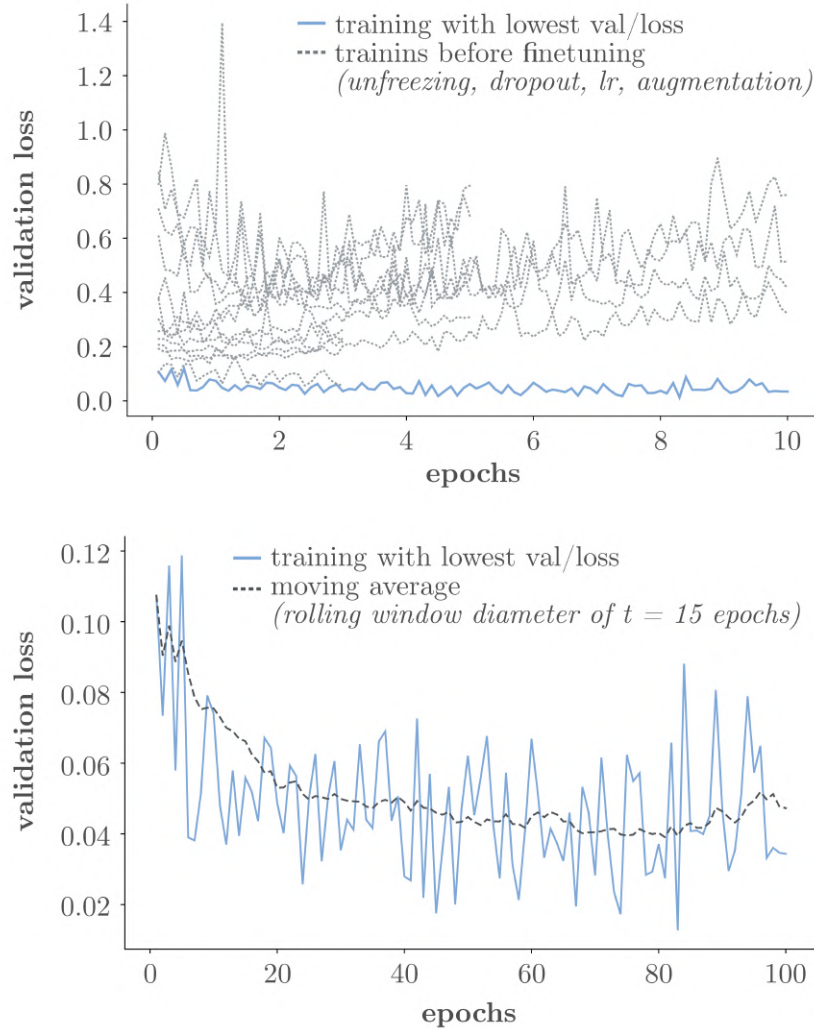 training with lowest val/loss
trainins before finetuning
(unfreezing, dropout, lr, augmentation)
validation loss
1.4
1.2
1.0
0.8
0.6
0.4
0.2
0.0
0
2
4
6
8
10
epochs
training with lowest val/loss
moving average
(rolling window diameter of t = 15 epochs)
validation loss
0.12
0.10
0.08
0.06
0.04
0.02
0
20
40
60
80
100
epochs